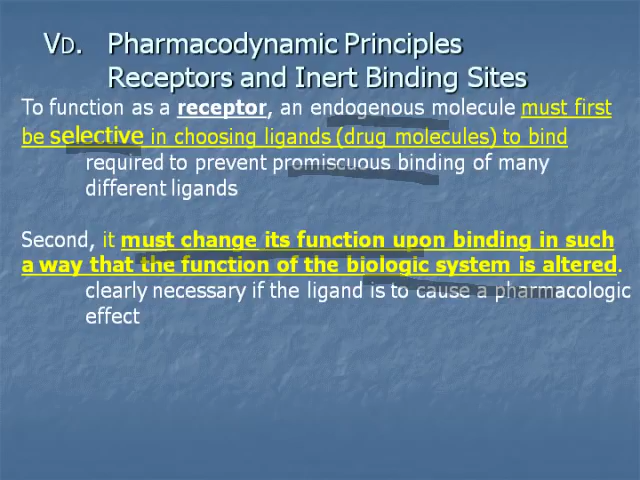 VD. Pharmacodynamic Principles
Receptors and Inert Binding Sites
To function as a receptor, an endogenous molecule must first
be selective in choosing ligands (drug molecules) to bind
required to prevent promiscuous binding of many
different ligands
Second, it must change its function upon binding in such
a way that the function of the biologic system is altered.
clearly necessary if the ligand is to cause a pharmacologic
effect